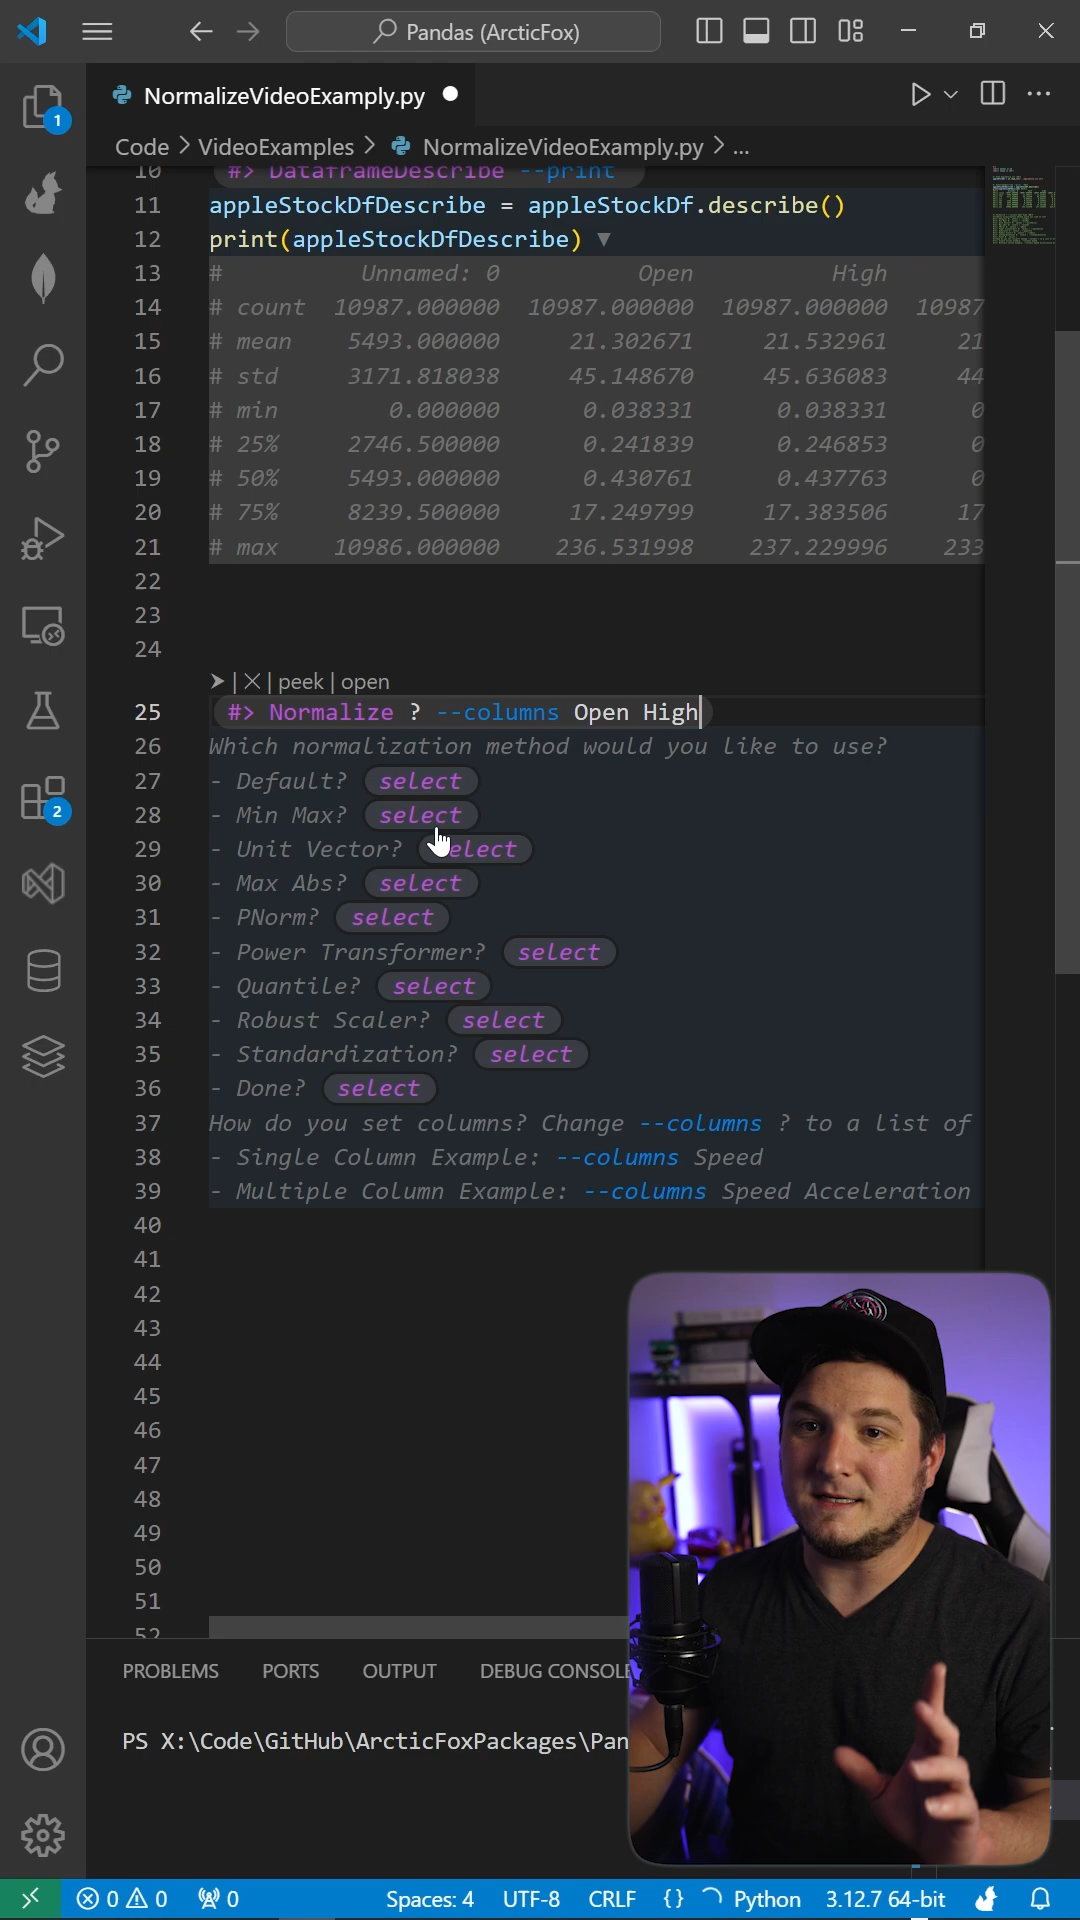 Pandas (ArcticFox)
NormalizeVideoExamply.py
Code > VideoExamples > NormalizeVideoExamply.py > ...
1
2
10 #> DataframeDescribe --print
11 appleStockDfDescribe = appleStockDf.describe()
12 print(appleStockDfDescribe)
13 # Unnamed: 0 Open High
14 # count 10987.000000 10987.000000 10987.000000 10987
15 # mean 5493.000000 21.302671 21.532961 21
16 # std 3171.818038 45.148670 45.636083 44
17 # min 0.000000 0.038331 0.038331 0
18 # 25% 2746.500000 0.241839 0.246853 0
19 # 50% 5493.000000 0.430761 0.437763 0
20 # 75% 8239.500000 17.249799 17.383506 17
21 # max 10986.000000 236.531998 237.229996 233
22
23
24
| X | peek | open
25 #> Normalize ? --columns Open High
26 Which normalization method would you like to use?
27 - Default? select
28 - Min Max? select
29 - Unit Vector? select
30 - Max Abs? select
31 - PNorm? select
32 - Power Transformer? select
33 - Quantile? select
34 - Robust Scaler? select
35 - Standardization? select
36 - Done? select
37 How do you set columns? Change --columns ? to a list of
38 - Single Column Example: --columns Speed
39 - Multiple Column Example: --columns Speed Acceleration
40
41
42
43
44
45
46
47
48
49
50
51
52
PROBLEMS PORTS OUTPUT DEBUG CONSOLE
PS X:\Code\GitHub\ArcticFoxPackages\Pan
0 0 0 Spaces: 4 UTF-8 CRLF {} Python 3.12.7 64-bit